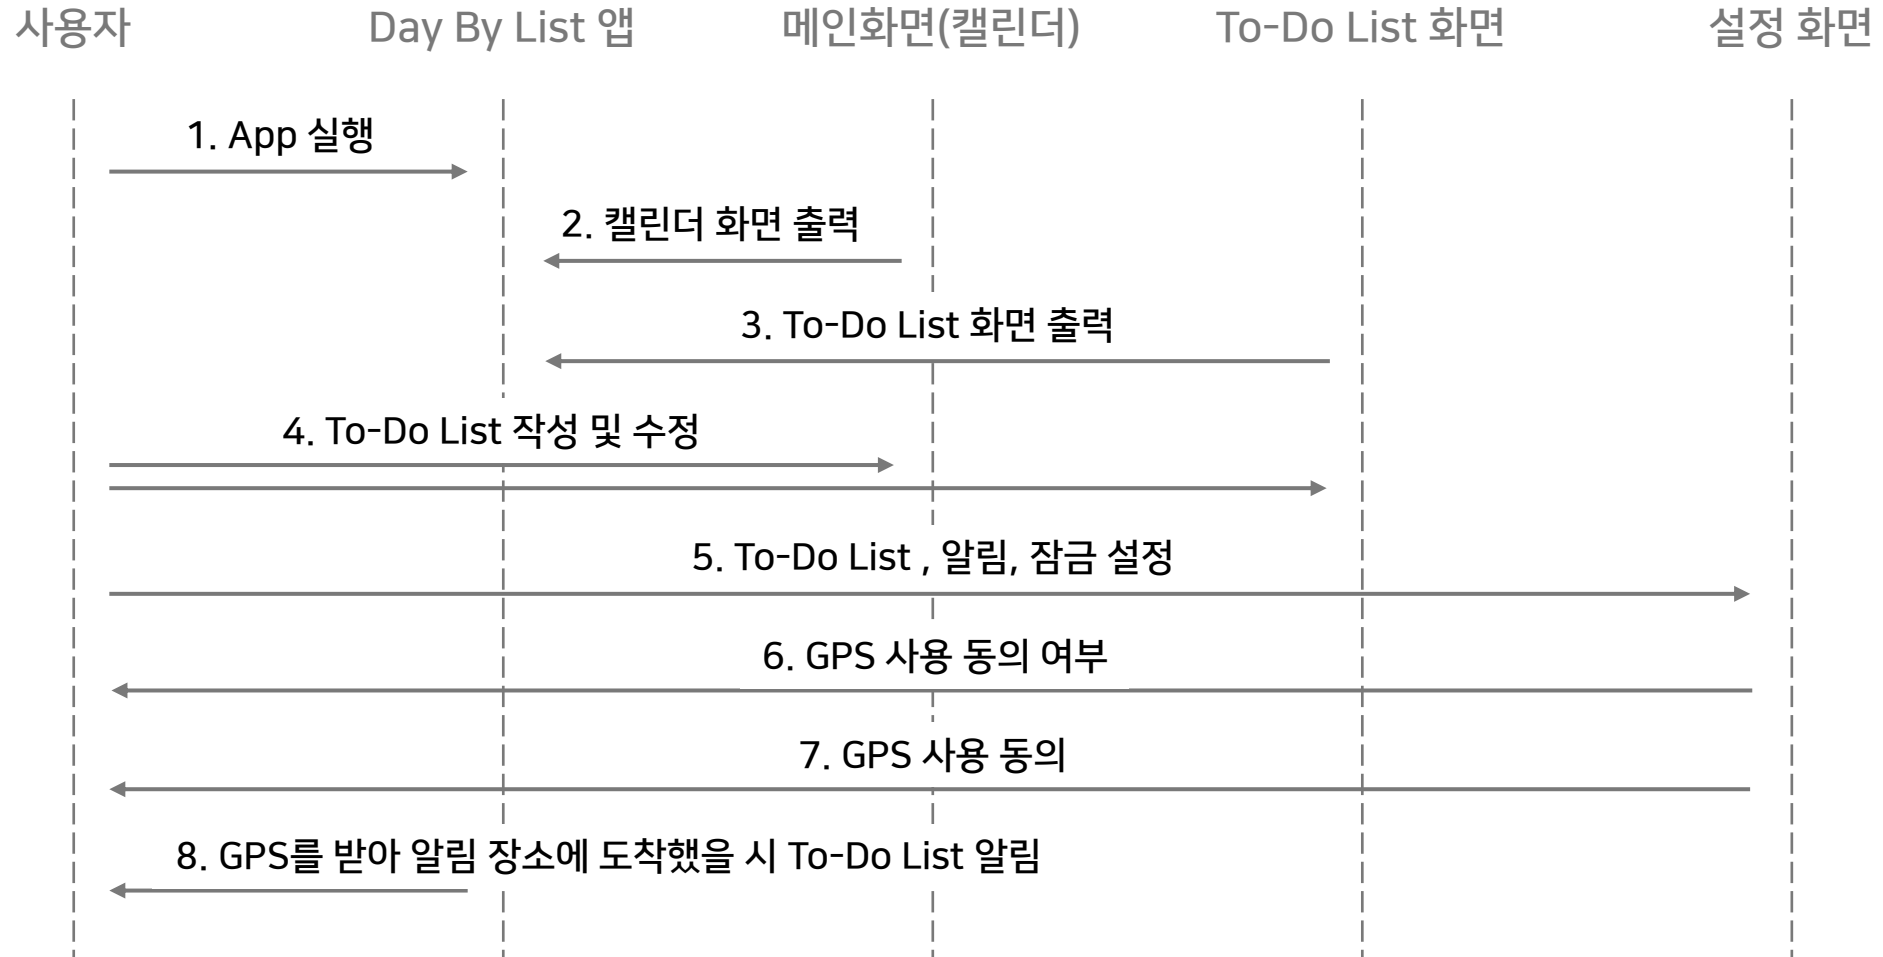 사용자
Day By List 앱
메인화면(캘린더)
To-Do List 화면
설정 화면
1. App 실행
2. 캘린더 화면 출력
3. To-Do List 화면 출력
4. To-Do List 작성 및 수정
5. To-Do List , 알림, 잠금 설정
6. GPS 사용 동의 여부
7. GPS 사용 동의
8. GPS를 받아 알림 장소에 도착했을 시 To-Do List 알림